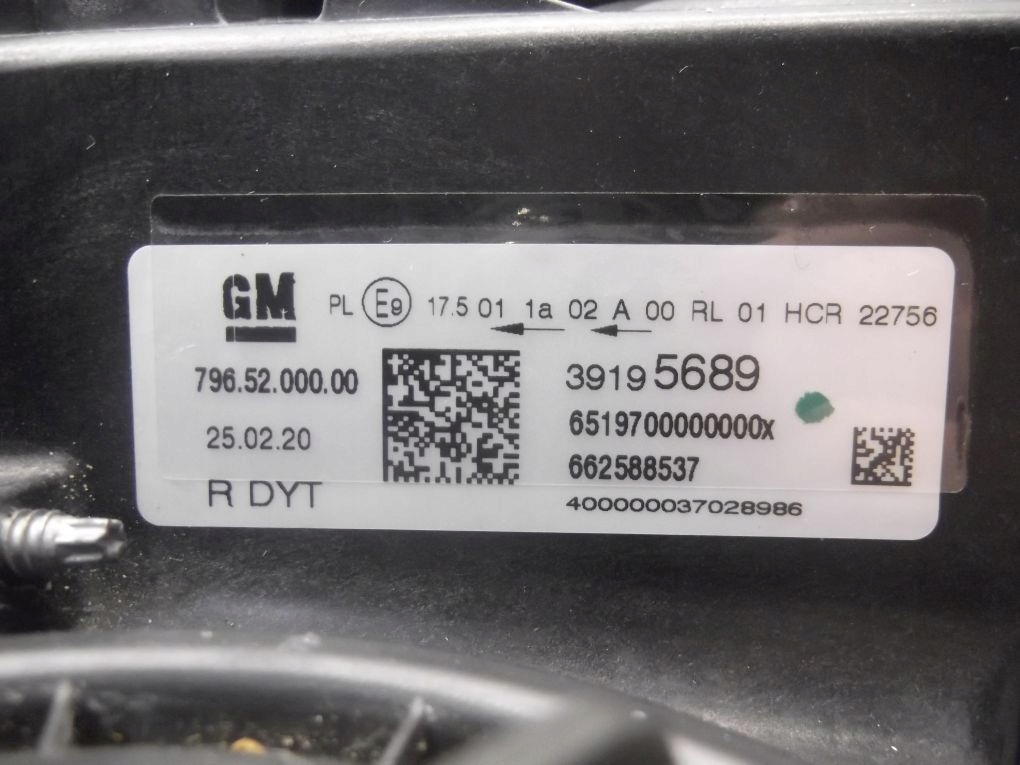 GM
PL E9 17.5 01 1a 02 A 00 RL 01 HCR 22756
796.52.000.00
39195689
25.02.20
6519700000000x
662588537
R DYT
400000037028986